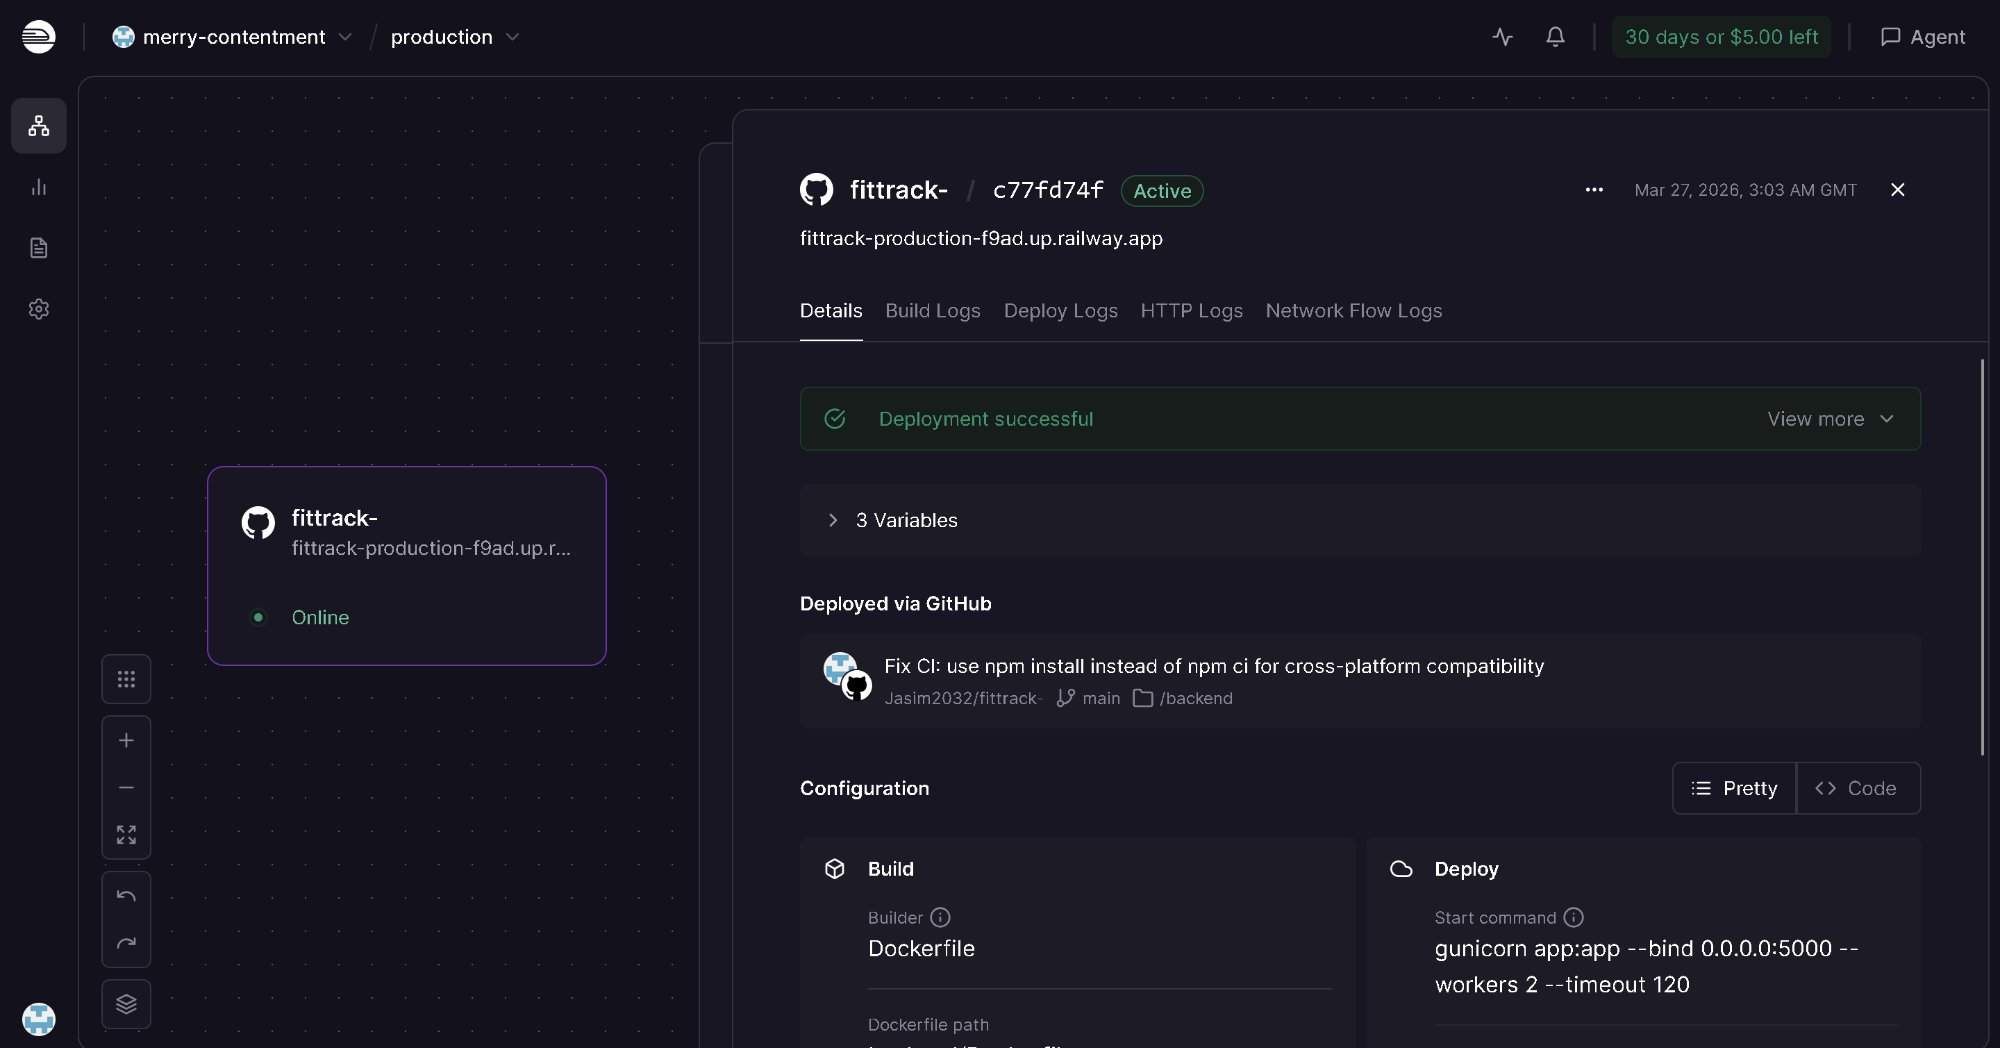 merry-contentment / production
30 days or $5.00 left
Agent
fittrack-
fittrack-production-f9ad.up.r...
Online
fittrack- / c77fd74f Active
Mar 27, 2026, 3:03 AM GMT
fittrack-production-f9ad.up.railway.app
Details Build Logs Deploy Logs HTTP Logs Network Flow Logs
Deployment successful View more
3 Variables
Deployed via GitHub
Fix CI: use npm install instead of npm ci for cross-platform compatibility
Jasim2032/fittrack- main /backend
Configuration
Pretty Code
Build
Builder
Dockerfile
Dockerfile path
Deploy
Start command
gunicorn app:app --bind 0.0.0.0:5000 --
workers 2 --timeout 120